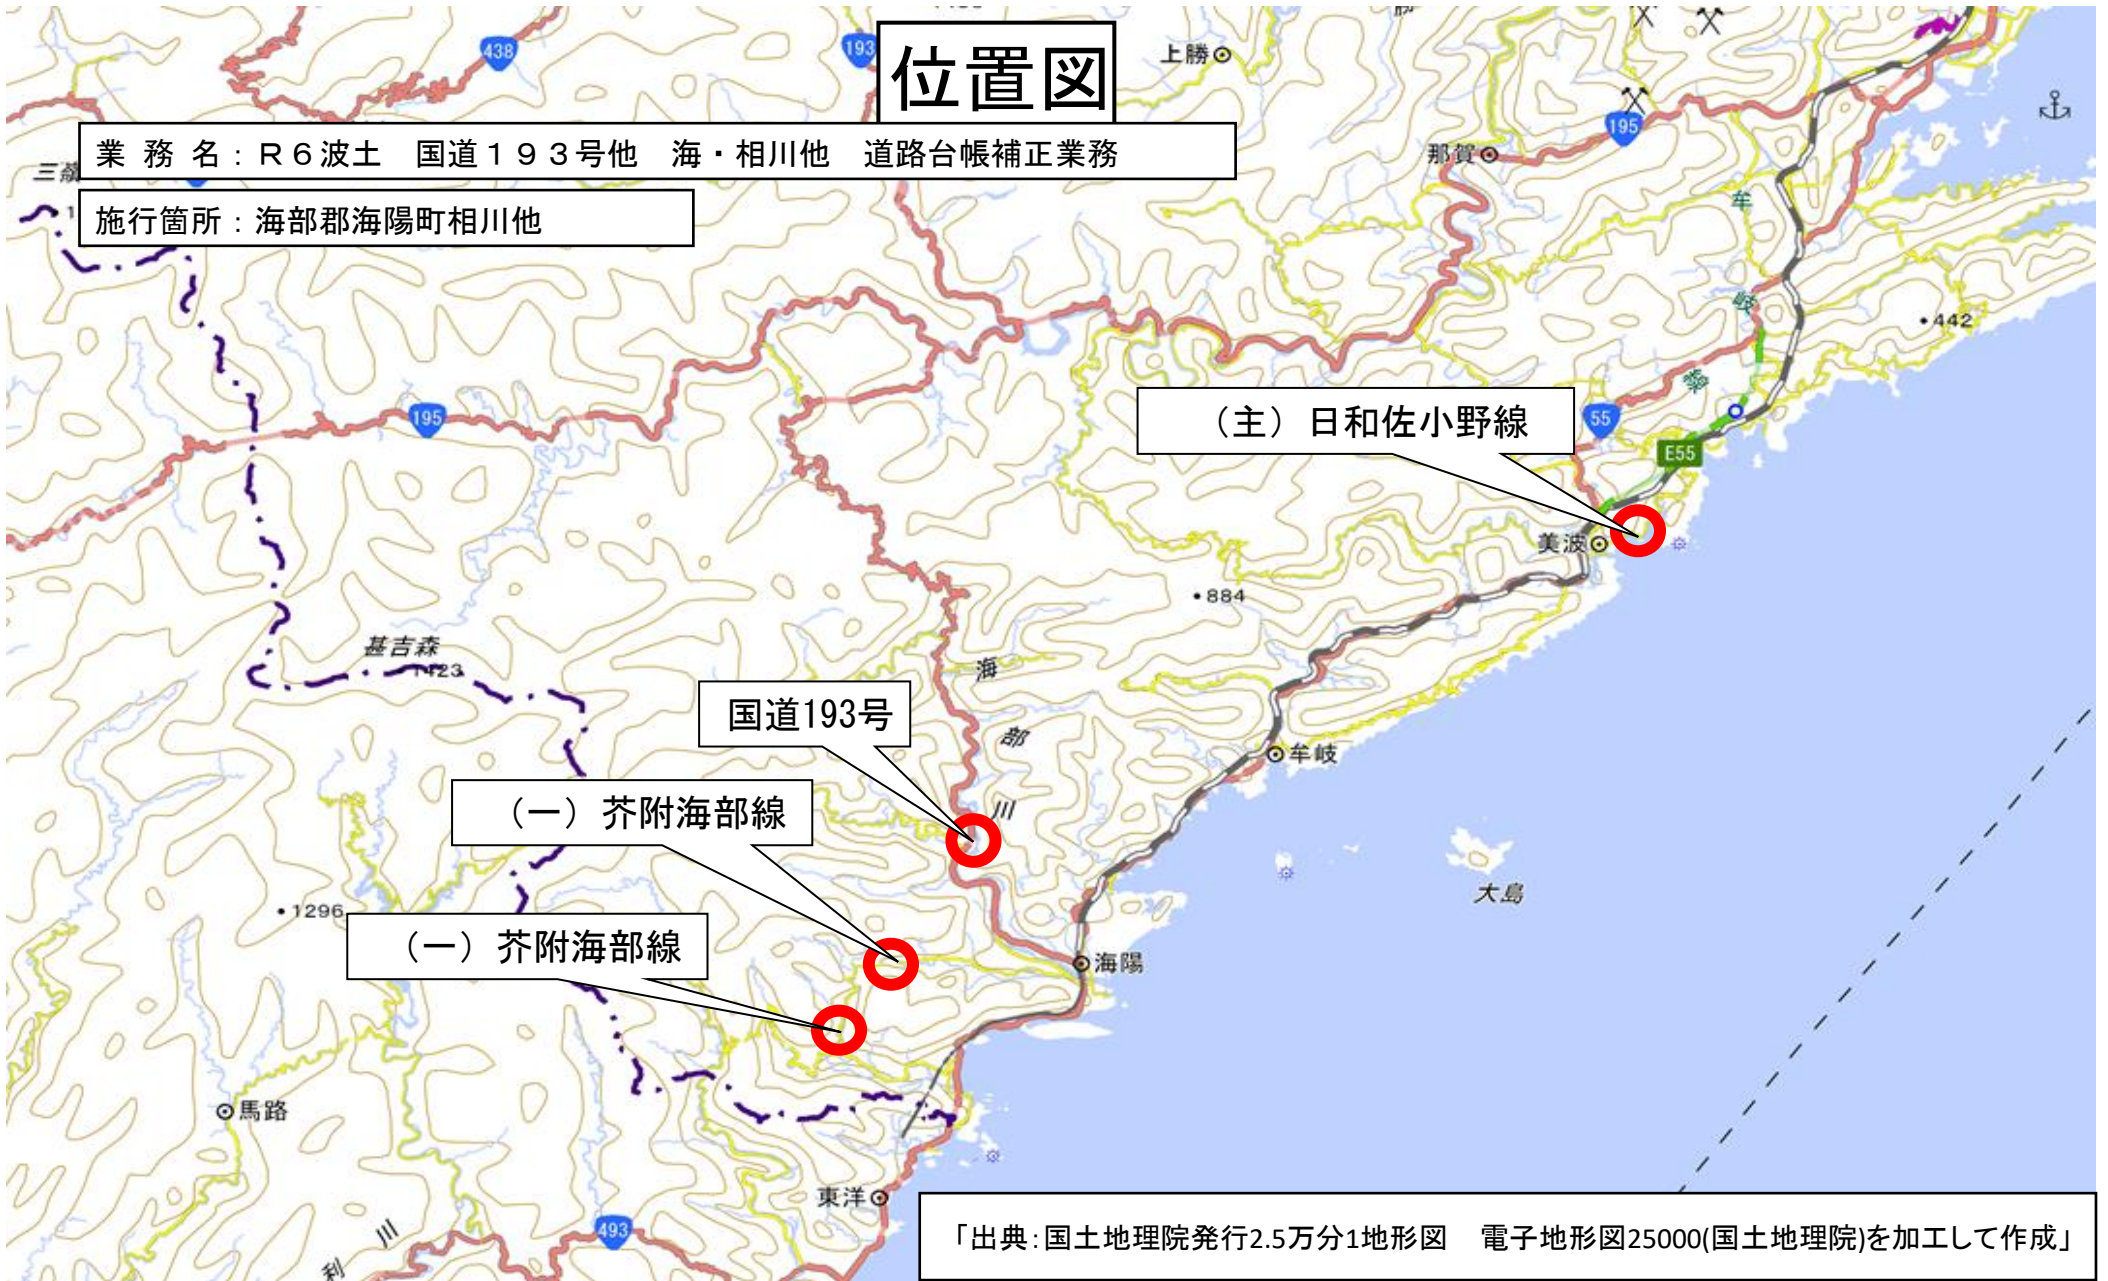 位置図
438
193
上勝
業 務 名：Ｒ６波土　国道１９３号他　海・相川他　道路台帳補正業務
195
那賀
三嶺
施行箇所：海部郡海陽町相川他
牟
岐
線
442
195
（主）日和佐小野線
55
E55
美波
884
甚吉森
1423
海
部
川
国道193号
牟岐
（一）芥附海部線
大島
1296
（一）芥附海部線
海陽
馬路
東洋
493
川
利
「出典：国土地理院発行2.5万分1地形図　電子地形図25000(国土地理院)を加工して作成」